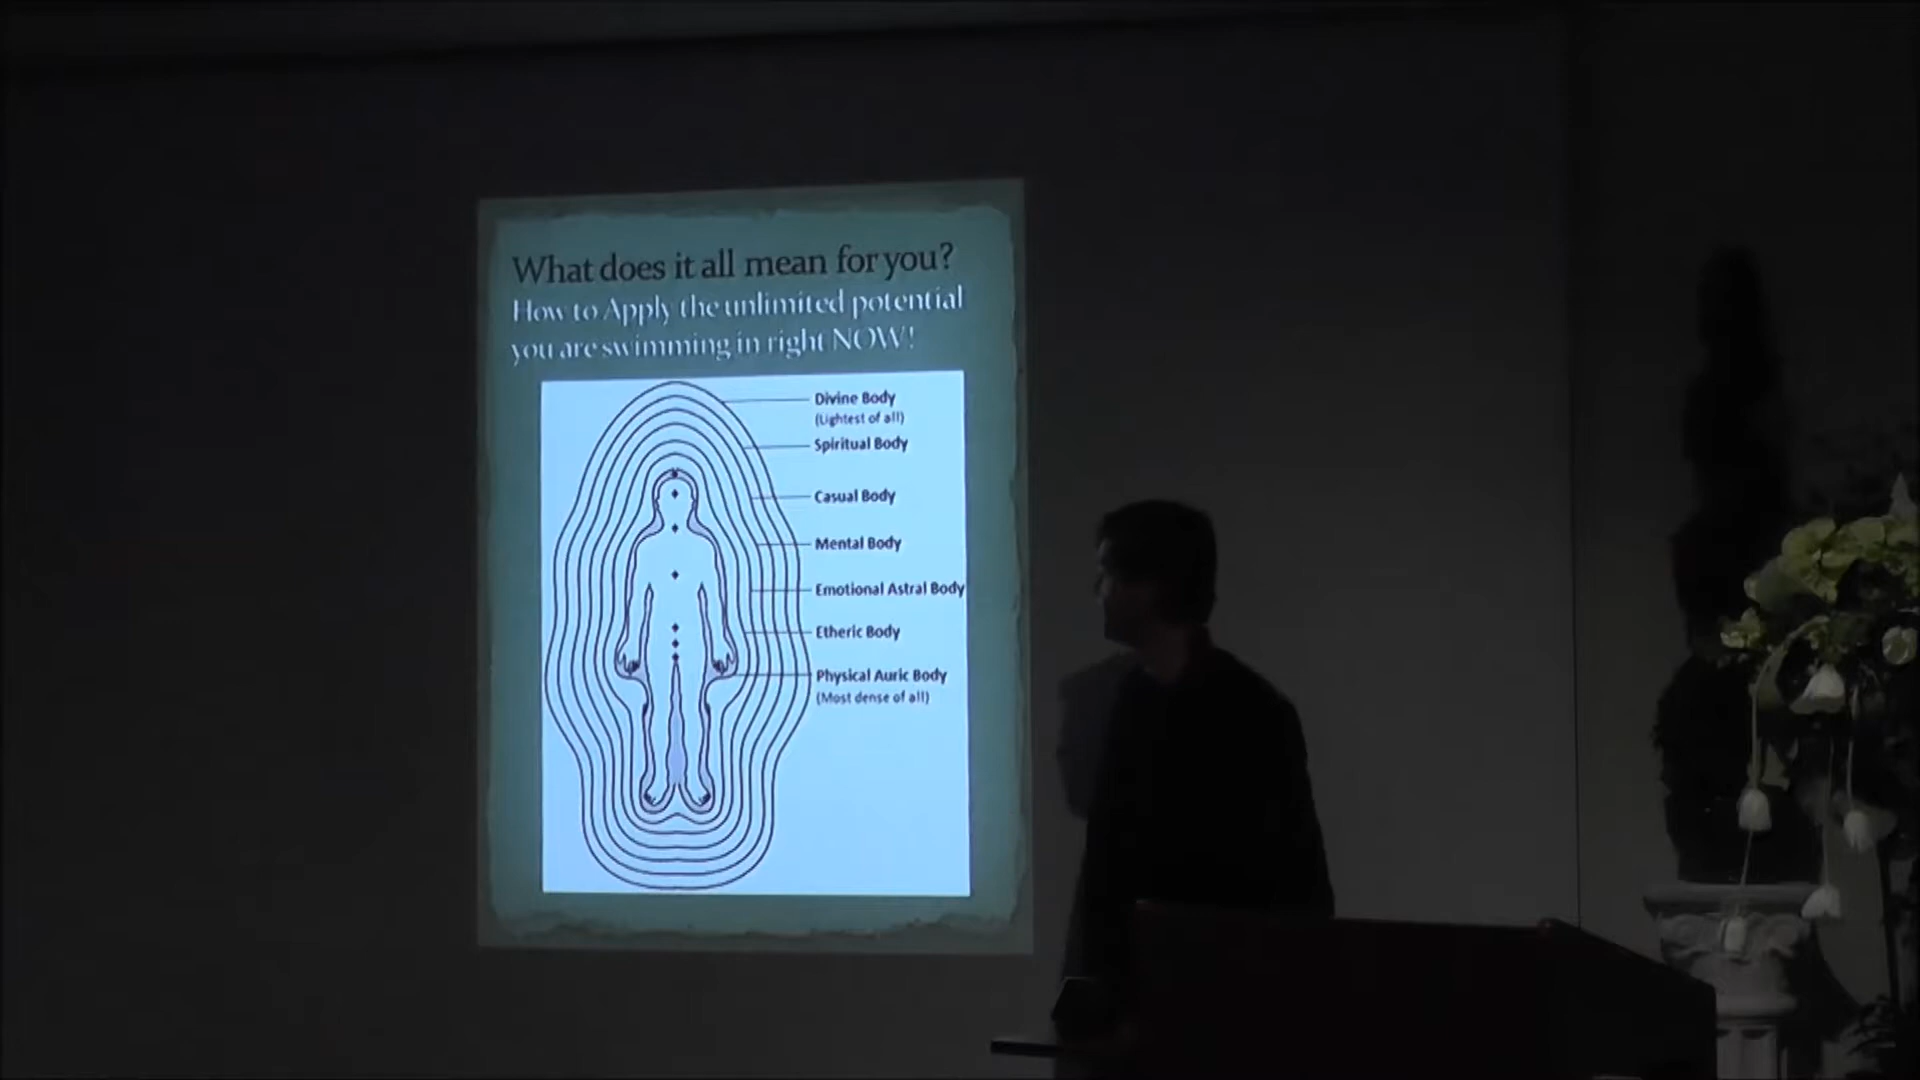 What does it all mean for you?
How to Apply the unlimited potential
you are swimming in right NOW!
Divine Body
(Lightest of all)
Spiritual Body
Casual Body
Mental Body
Emotional Astral Body
Etheric Body
Physical Auric Body
(Most dense of all)